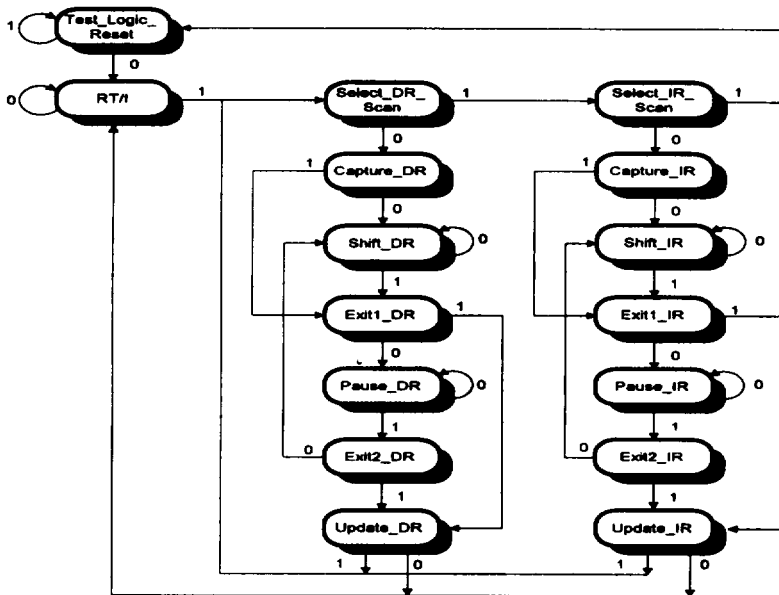 Test_Logic_
Reset
1
0
RT/I
0
1
Select_DR_
Scan
1
Select_IR_
Scan
1
0
0
1
Capture_DR
1
Capture_IR
0
0
Shift_DR
0
Shift_IR
0
1
1
Exit1_DR
1
Exit1_IR
1
0
0
Pause_DR
0
Pause_IR
0
1
1
0
Exit2_DR
0
Exit2_IR
1
1
Update_DR
Update_IR
1
0
1
0